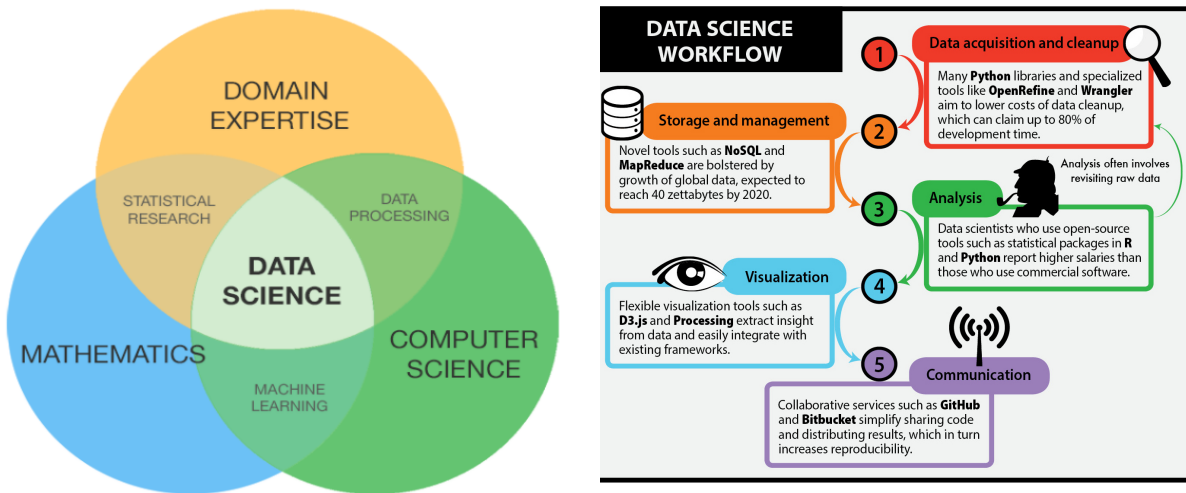 DOMAIN
EXPERTISE
STATISTICAL
RESEARCH
DATA
PROCESSING
DATA
SCIENCE
MATHEMATICS
COMPUTER
SCIENCE
MACHINE
LEARNING
DATA SCIENCE
WORKFLOW
1
Data acquisition and cleanup
Many Python libraries and specialized
tools like OpenRefine and Wrangler
aim to lower costs of data cleanup,
which can claim up to 80% of
development time.
2
Storage and management
Novel tools such as NoSQL and
MapReduce are bolstered by
growth of global data, expected to
reach 40 zettabytes by 2020.
Analysis often involves
revisiting raw data
3
Analysis
Data scientists who use open-source
tools such as statistical packages in R
and Python report higher salaries than
those who use commercial software.
4
Visualization
Flexible visualization tools such as
D3.js and Processing extract insight
from data and easily integrate with
existing frameworks.
5
Communication
Collaborative services such as GitHub
and Bitbucket simplify sharing code
and distributing results, which in turn
increases reproducibility.